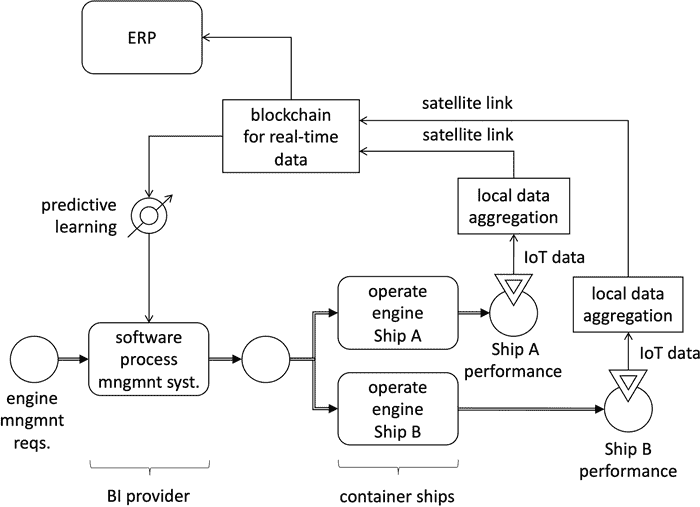 ERP
blockchain
for real-time
data
satellite link
satellite link
predictive
learning
local data
aggregation
IoT data
local data
aggregation
IoT data
operate
engine
Ship A
Ship A
performance
software
process
mngmnt syst.
engine
mngmnt
reqs.
operate
engine
Ship B
Ship B
performance
BI provider
container ships